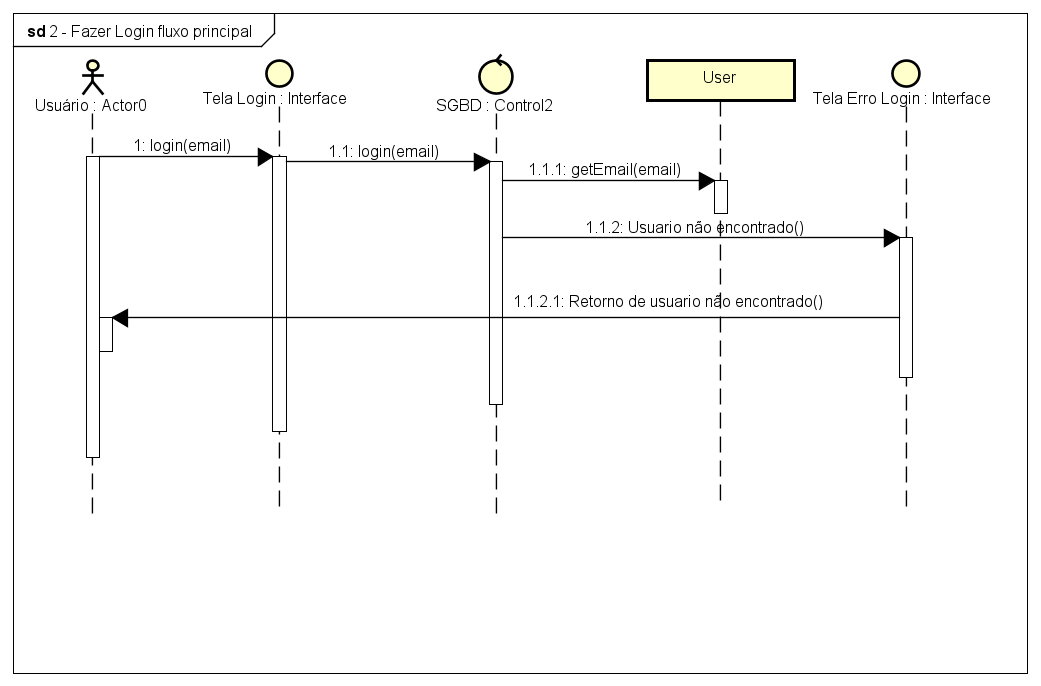 sd 2 - Fazer Login fluxo principal
Usuário : Actor0
Tela Login : Interface
SGBD : Control2
User
Tela Erro Login : Interface
1: login(email)
1.1: login(email)
1.1.1: getEmail(email)
1.1.2: Usuario não encontrado()
1.1.2.1: Retorno de usuario não encontrado()